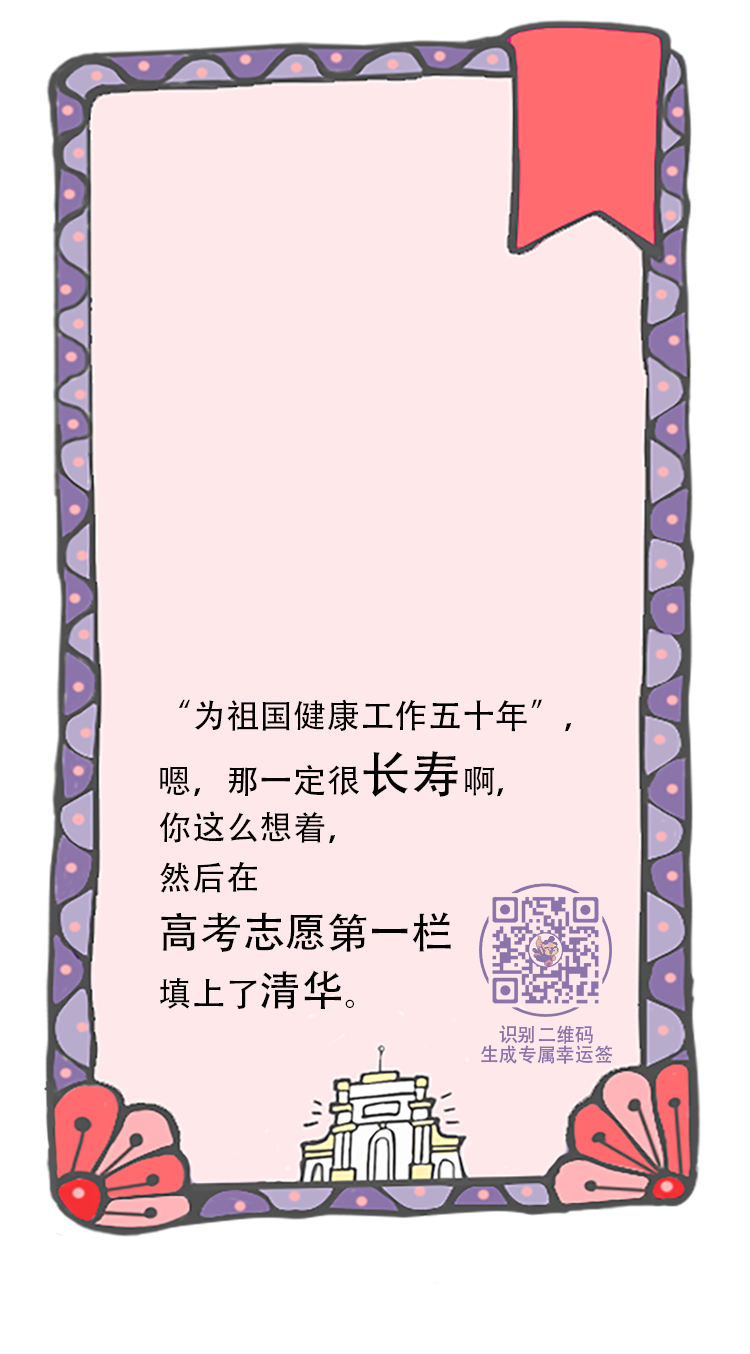 “为祖国健康工作五十年”,
嗯, 那一定很长寿啊,
你这么想着,
然后在
高考志愿第一栏
填上了清华。
识别二维码
生成专属幸运签